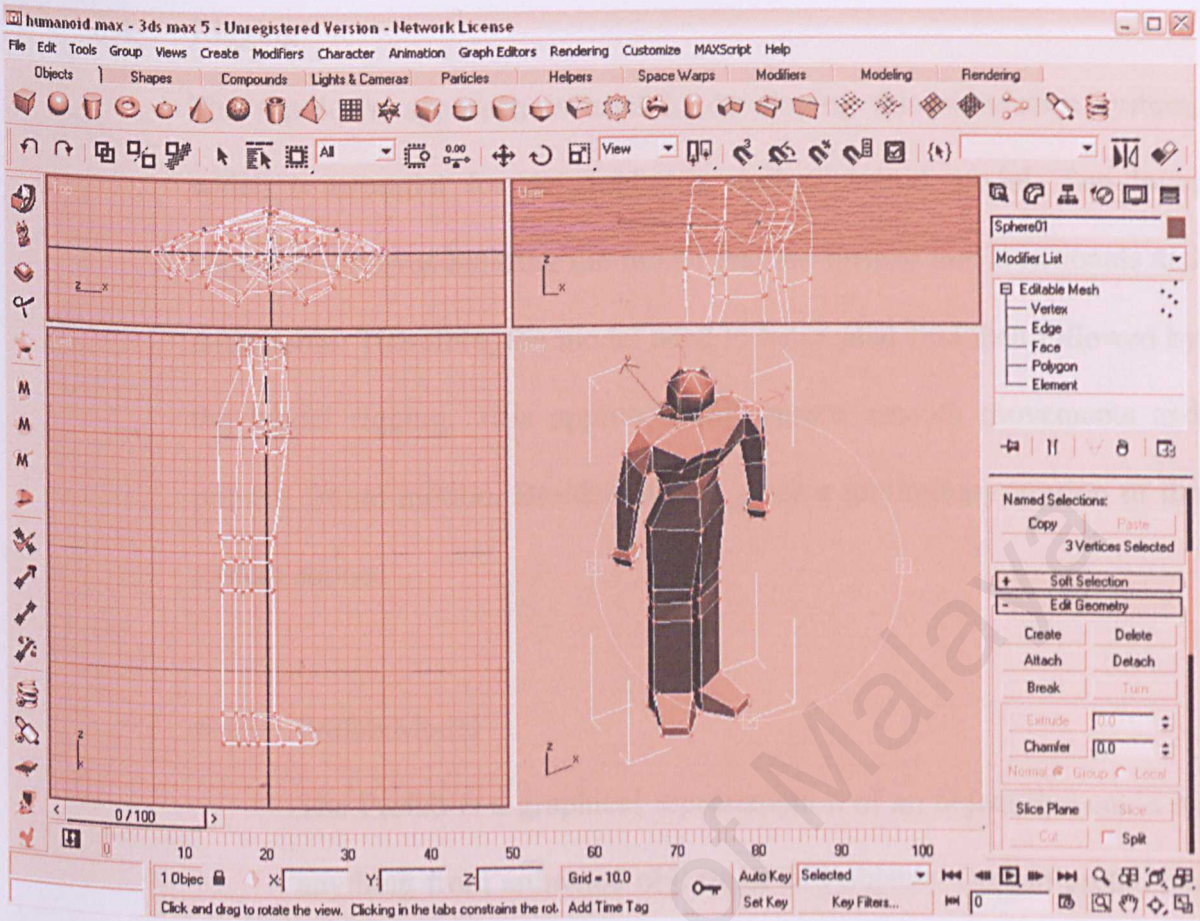 humanoid.max - 3ds max 5 - Unregistered Version - Network License
File Edit Tools Group Views Create Modifiers Character Animation Graph Editors Rendering Customize MAXScript Help
Objects Shapes Compounds Lights & Cameras Particles Helpers Space Warps Modifiers Modeling Rendering
All 0.00 View 3
Top User
Sphere01
Modifier List
Editable Mesh
Vertex
Edge
Face
Polygon
Element
z x
z x
User
M
M
M
Named Selections:
Copy Paste
3 Vertices Selected
+ Soft Selection
- Edit Geometry
Create Delete
Attach Detach
Break Turn
Extrude 0.0
Chamfer 0.0
Normal Group Local
Slice Plane Slice
Cut Split
z x
z x
< 0 / 100 >
0 10 20 30 40 50 60 70 80 90 100
1 Objec X: Y: Z: Grid = 10.0 Auto Key Selected
Click and drag to rotate the view. Clicking in the tabs constrains the rot. Add Time Tag Set Key Key Filters... 0
of Malaya